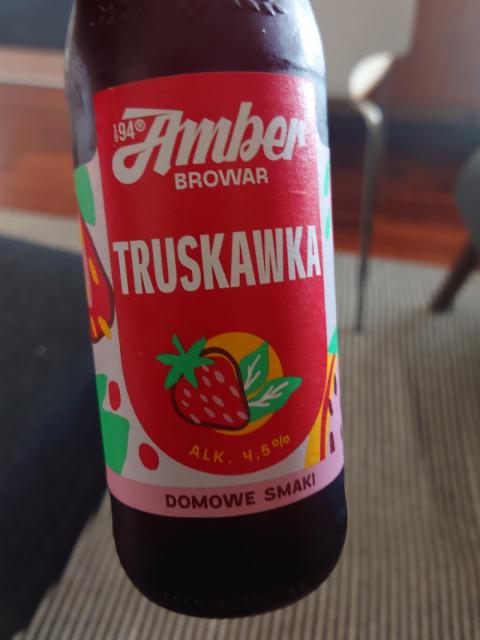 1994® Amber
BROWAR
TRUSKAWKA
ALK. 4,5%
DOMOWE SMAKI